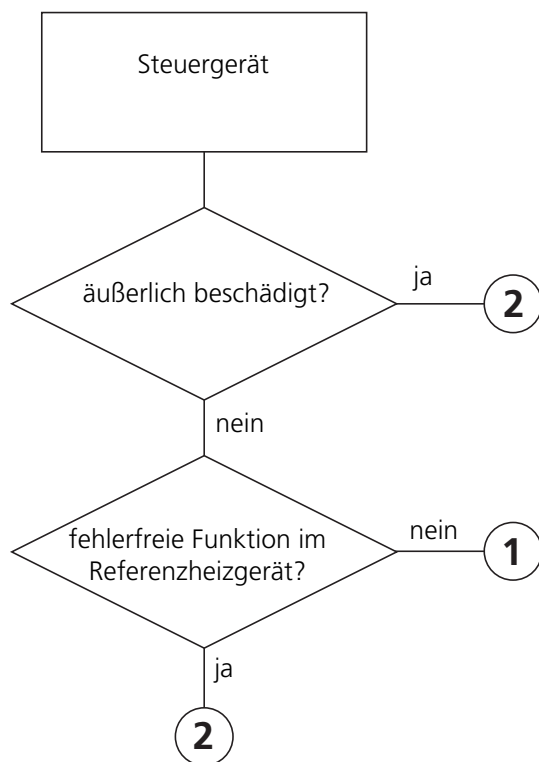 Steuergerät
äußerlich beschädigt?
ja
2
nein
fehlerfreie Funktion im
Referenzheizgerät?
nein
1
ja
2